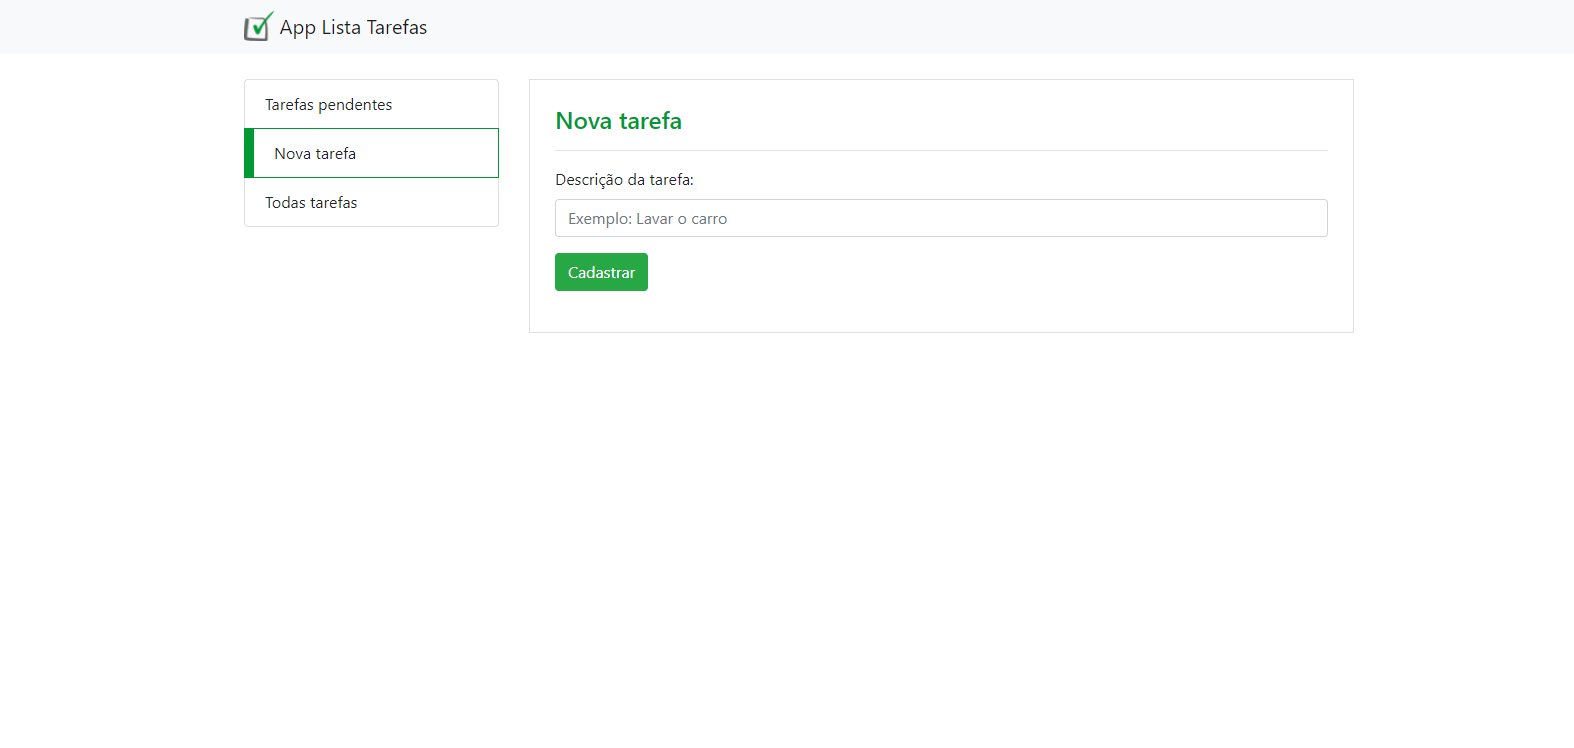 App Lista Tarefas
Tarefas pendentes
Nova tarefa
Todas tarefas
Nova tarefa
Descrição da tarefa:
Exemplo: Lavar o carro
Cadastrar